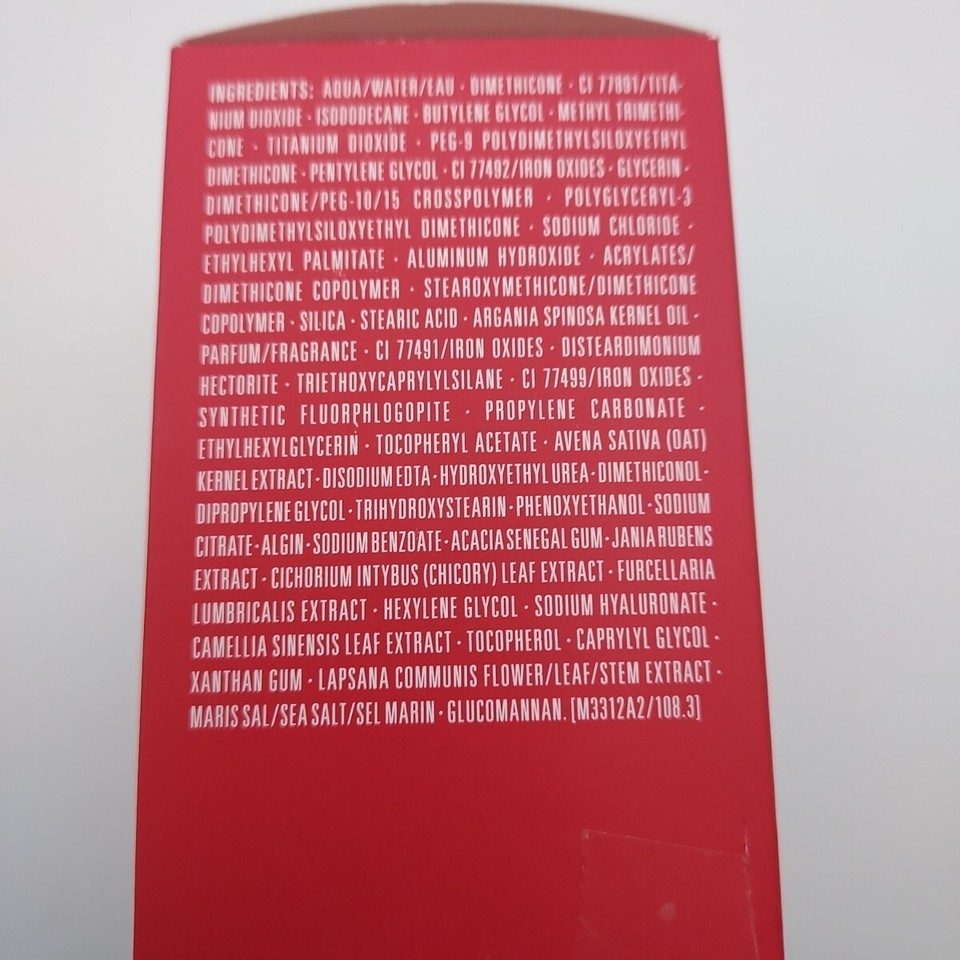 INGREDIENTS: AQUA/WATER/EAU · DIMETHICONE · CI 77891/TITA-
NIUM DIOXIDE · ISODODECANE · BUTYLENE GLYCOL · METHYL TRIMETHI-
CONE · TITANIUM DIOXIDE · PEG-9 POLYDIMETHYLSILOXYETHYL
DIMETHICONE · PENTYLENE GLYCOL · CI 77492/IRON OXIDES · GLYCERIN ·
DIMETHICONE/PEG-10/15 CROSSPOLYMER · POLYGLYCERYL-3
POLYDIMETHYLSILOXYETHYL DIMETHICONE · SODIUM CHLORIDE ·
ETHYLHEXYL PALMITATE · ALUMINUM HYDROXIDE · ACRYLATES/
DIMETHICONE COPOLYMER · STEAROXYMETHICONE/DIMETHICONE
COPOLYMER · SILICA · STEARIC ACID · ARGANIA SPINOSA KERNEL OIL ·
PARFUM/FRAGRANCE · CI 77491/IRON OXIDES · DISTEARDIMONIUM
HECTORITE · TRIETHOXYCAPRYLYLSILANE · CI 77499/IRON OXIDES ·
SYNTHETIC FLUORPHLOGOPITE · PROPYLENE CARBONATE ·
ETHYLHEXYLGLYCERIN · TOCOPHERYL ACETATE · AVENA SATIVA (OAT)
KERNEL EXTRACT · DISODIUM EDTA · HYDROXYETHYL UREA · DIMETHICONOL ·
DIPROPYLENE GLYCOL · TRIHYDROXYSTEARIN · PHENOXYETHANOL · SODIUM
CITRATE · ALGIN · SODIUM BENZOATE · ACACIA SENEGAL GUM · JANIA RUBENS
EXTRACT · CICHORIUM INTYBUS (CHICORY) LEAF EXTRACT · FURCELLARIA
LUMBRICALIS EXTRACT · HEXYLENE GLYCOL · SODIUM HYALURONATE ·
CAMELLIA SINENSIS LEAF EXTRACT · TOCOPHEROL · CAPRYLYL GLYCOL ·
XANTHAN GUM · LAPSANA COMMUNIS FLOWER/LEAF/STEM EXTRACT ·
MARIS SAL/SEA SALT/SEL MARIN · GLUCOMANNAN. [M3312A2/108.3]